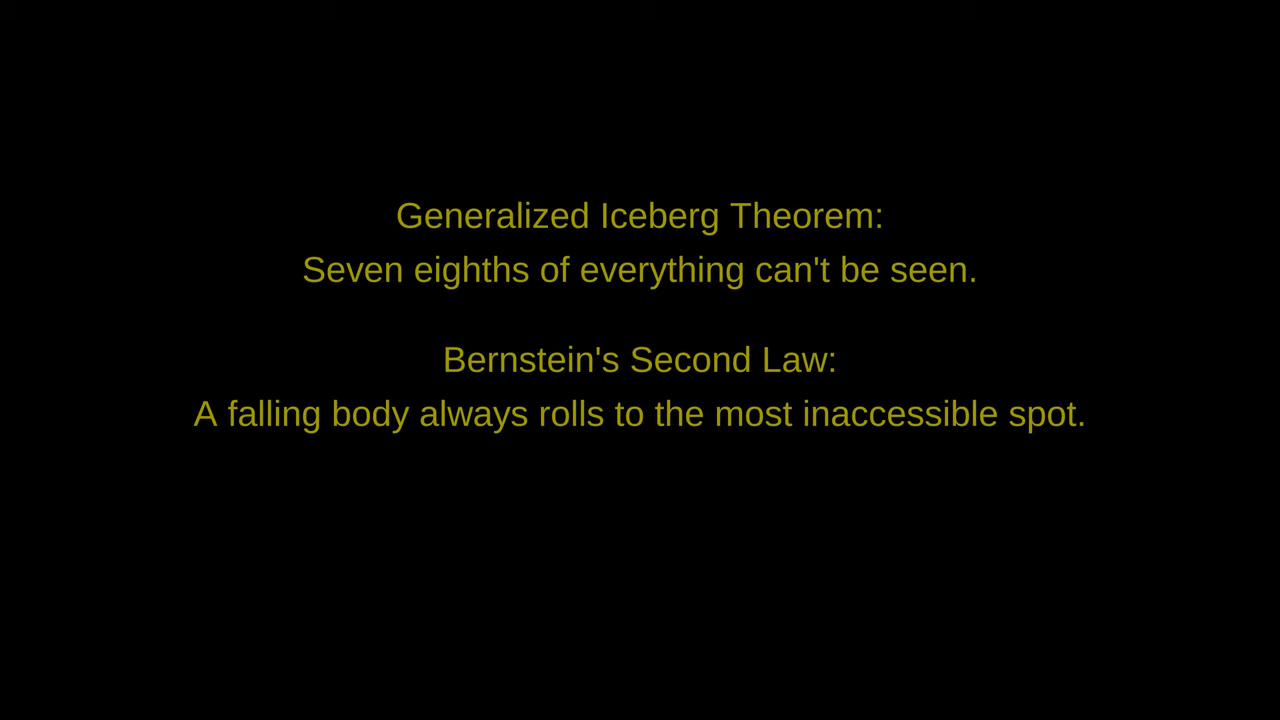 Generalized Iceberg Theorem:
Seven eighths of everything can't be seen.
Bernstein's Second Law:
A falling body always rolls to the most inaccessible spot.